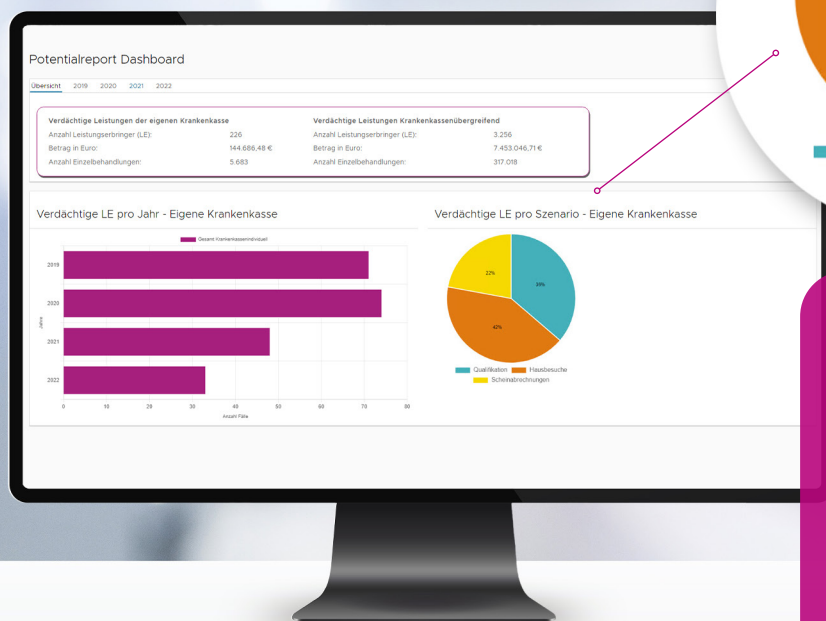 Potentialreport Dashboard
Übersicht 2019 2020 2021 2022
Verdächtige Leistungen der eigenen Krankenkasse
Anzahl Leistungserbringer (LE): 226
Betrag in Euro: 144.686,48 €
Anzahl Einzelbehandlungen: 5.683
Verdächtige Leistungen Krankenkassenübergreifend
Anzahl Leistungserbringer (LE): 3.256
Betrag in Euro: 7.453.046,71 €
Anzahl Einzelbehandlungen: 317.018
Verdächtige LE pro Jahr - Eigene Krankenkasse
Gesamt Krankenkassenindividuell
Jahre
2019
2020
2021
2022
0 10 20 30 40 50 60 70 80
Anzahl Fälle
Verdächtige LE pro Szenario - Eigene Krankenkasse
22%
42%
Qualifikation Hausbesuche
Scheinabrechnungen